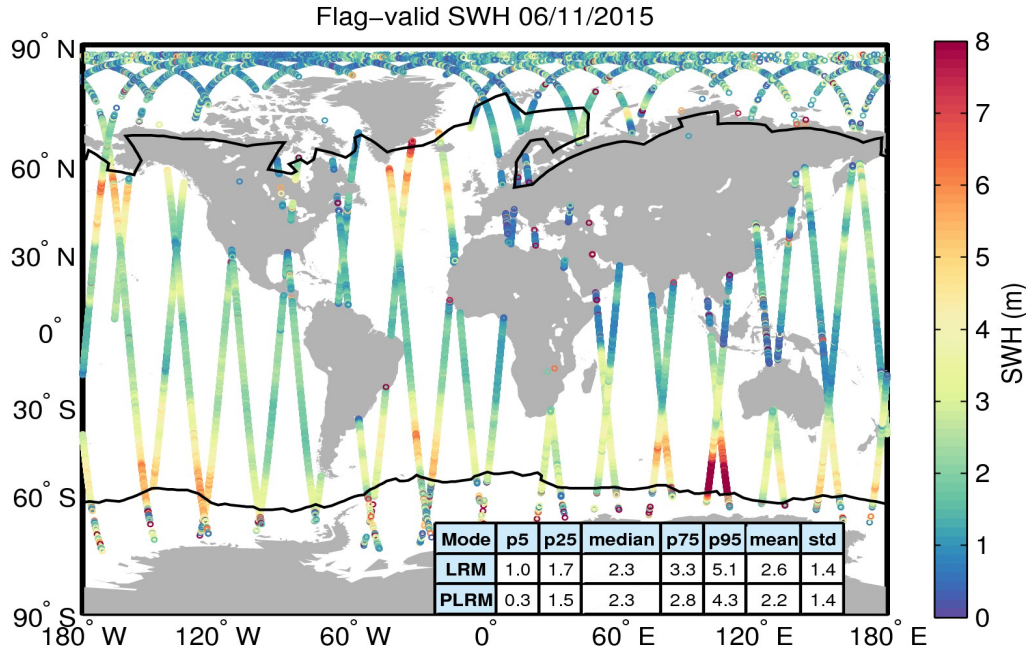 Flag−valid SWH 06/11/2015
90° N
60° N
30° N
0°
30° S
60° S
90° S
180° W
120° W
60° W
0°
60° E
120° E
180° E
Mode p5 p25 median p75 p95 mean std
LRM 1.0 1.7 2.3 3.3 5.1 2.6 1.4
PLRM 0.3 1.5 2.3 2.8 4.3 2.2 1.4
8
7
6
5
4
3
2
1
0
SWH (m)